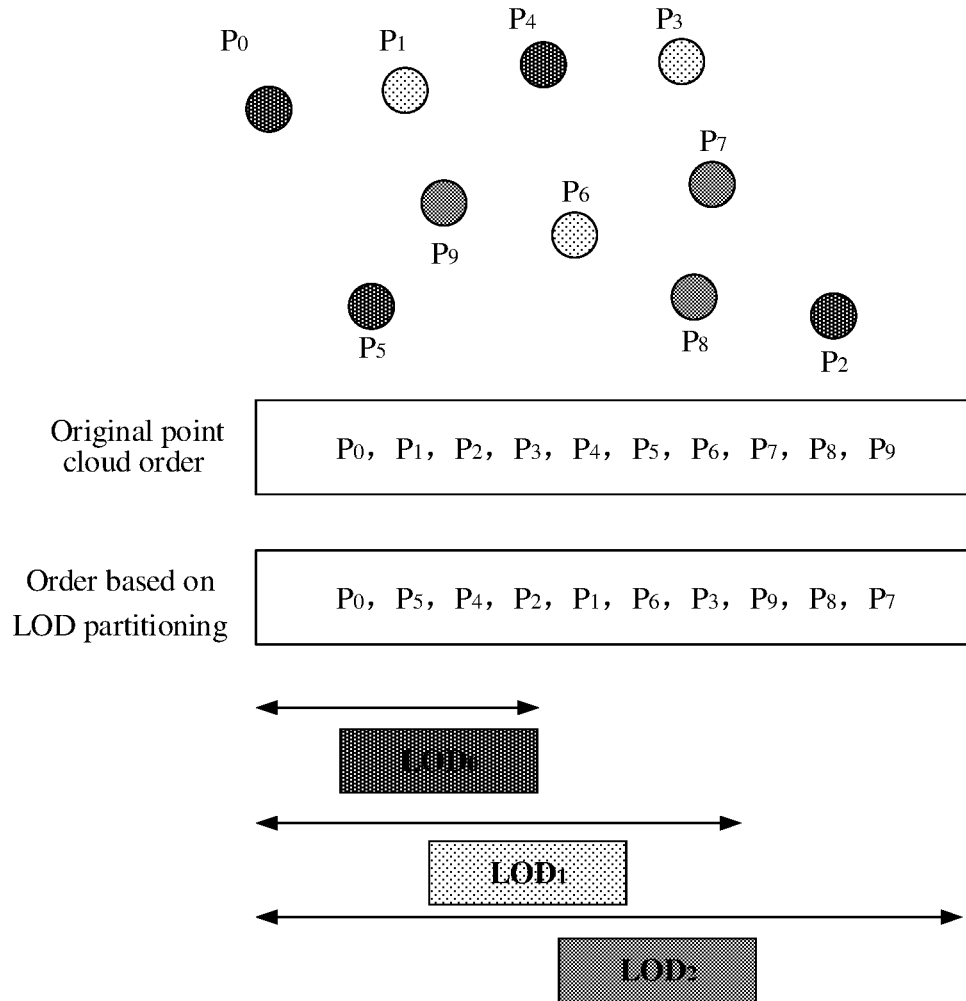 P0 P1 P4 P3
P7
P6
P9
P5 P8 P2
Original point
cloud order
P0, P1, P2, P3, P4, P5, P6, P7, P8, P9
Order based on
LOD partitioning
P0, P5, P4, P2, P1, P6, P3, P9, P8, P7
LOD
LOD1
LOD2